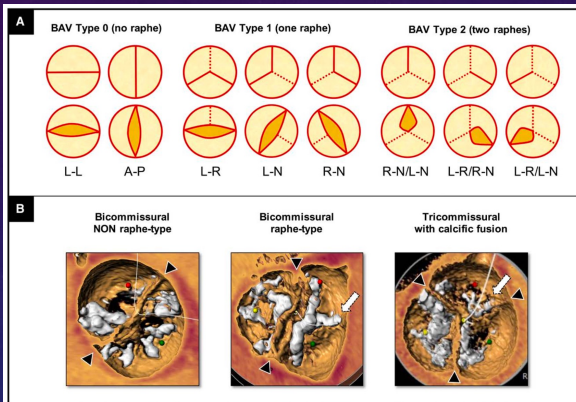 A
BAV Type 0 (no raphe)
BAV Type 1 (one raphe)
BAV Type 2 (two raphes)
L-L
A-P
L-R
L-N
R-N
R-N/L-N
L-R/R-N
L-R/L-N
B
Bicommissural
NON raphe-type
Bicommissural
raphe-type
Tricommissural
with calcific fusion
R